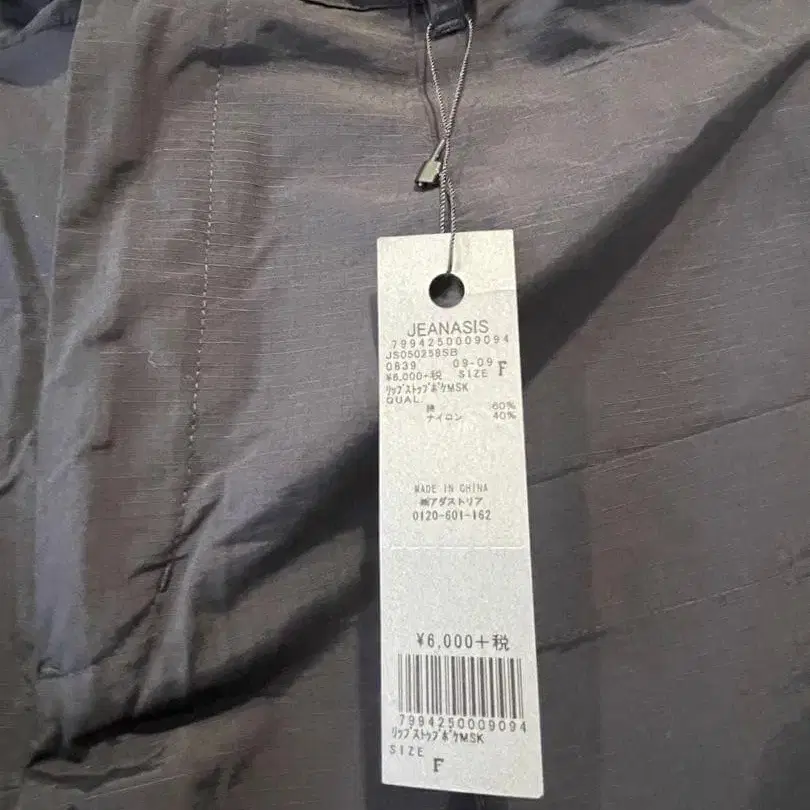 JEANASIS
7994250009094
JS050258SB
0839 09-09
¥6,000+税 SIZE F
リップストップポケMSK
QUAL.
綿 60%
ナイロン 40%
MADE IN CHINA
㈱アダストリア
0120-601-162
¥6,000+税
7994250009094
リップストップポケMSK
SIZE
F